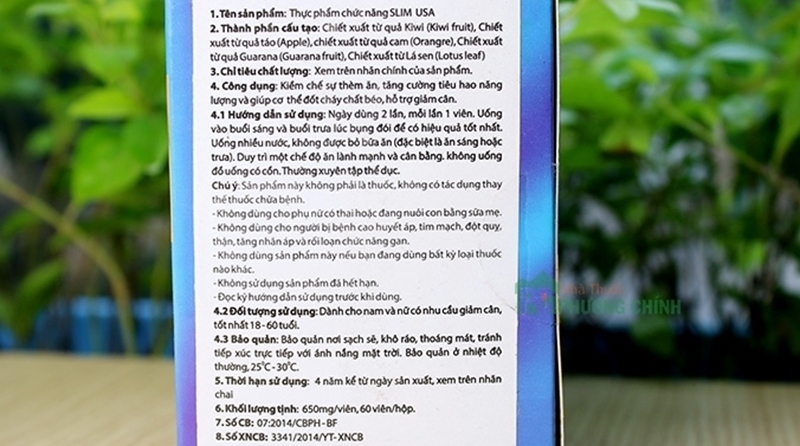 1. Tên sản phẩm: Thực phẩm chức năng SLIM USA
2. Thành phần cấu tạo: Chiết xuất từ quả Kiwi (Kiwi fruit), Chiết
xuất từ quả táo (Apple), chiết xuất từ quả cam (Orangre), Chiết xuất
từ quả Guarana (Guarana fruit), Chiết xuất từ Lá sen (Lotus leaf)
3. Chỉ tiêu chất lượng: Xem trên nhãn chính của sản phẩm.
4. Công dụng: Kiềm chế sự thèm ăn, tăng cường tiêu hao năng
lượng và giúp cơ thể đốt cháy chất béo, hỗ trợ giảm cân.
4.1 Hướng dẫn sử dụng: Ngày dùng 2 lần, mỗi lần 1 viên. Uống
vào buổi sáng và buổi trưa lúc bụng đói để có hiệu quả tốt nhất.
Uống nhiều nước, không được bỏ bữa ăn (đặc biệt là ăn sáng hoặc
trưa). Duy trì một chế độ ăn lành mạnh và cân bằng. không uống
đồ uống có cồn. Thường xuyên tập thể dục.
Chú ý: Sản phẩm này không phải là thuốc, không có tác dụng thay
thế thuốc chữa bệnh.
- Không dùng cho phụ nữ có thai hoặc đang nuôi con bằng sữa mẹ.
- Không dùng cho người bị bệnh cao huyết áp, tim mạch, đột quỵ,
thận, tăng nhãn áp và rối loạn chức năng gan.
- Không dùng sản phẩm này nếu bạn đang dùng bất kỳ loại thuốc
nào khác.
- Không sử dụng sản phẩm đã hết hạn.
- Đọc kỹ hướng dẫn sử dụng trước khi dùng.
4.2 Đối tượng sử dụng: Dành cho nam và nữ có nhu cầu giảm cân,
tốt nhất 18 - 60 tuổi.
4.3 Bảo quản: Bảo quản nơi sạch sẽ, khô ráo, thoáng mát, tránh
tiếp xúc trực tiếp với ánh nắng mặt trời. Bảo quản ở nhiệt độ
thường, 25°C - 30°C.
5. Thời hạn sử dụng: 4 năm kể từ ngày sản xuất, xem trên nhãn
chai
6. Khối lượng tịnh: 650mg/viên, 60 viên/hộp.
7. Số CB: 07:2014/CBPH - BF
8. Số XNCB: 3341/2014/YT- XNCB
Nhà Thuốc
PHƯƠNG CHÍNH